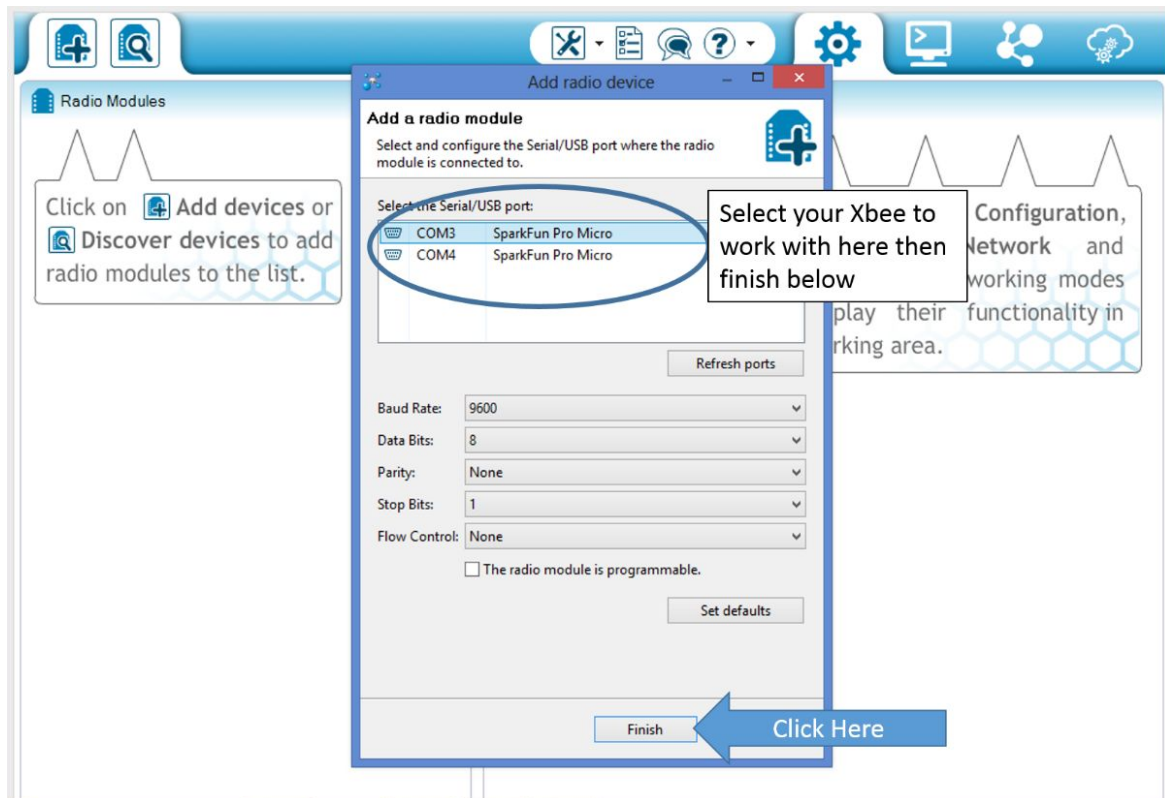 Add radio device
Radio Modules
Add a radio module
Select and configure the Serial/USB port where the radio
module is connected to.
Click on Add devices or
Discover devices to add
radio modules to the list.
Select the Serial/USB port:
COM3 SparkFun Pro Micro
COM4 SparkFun Pro Micro
Select your Xbee to
work with here then
finish below
Configuration,
Network and
working modes
play their functionality in
rking area.
Refresh ports
Baud Rate: 9600
Data Bits: 8
Parity: None
Stop Bits: 1
Flow Control: None
The radio module is programmable.
Set defaults
Finish
Click Here